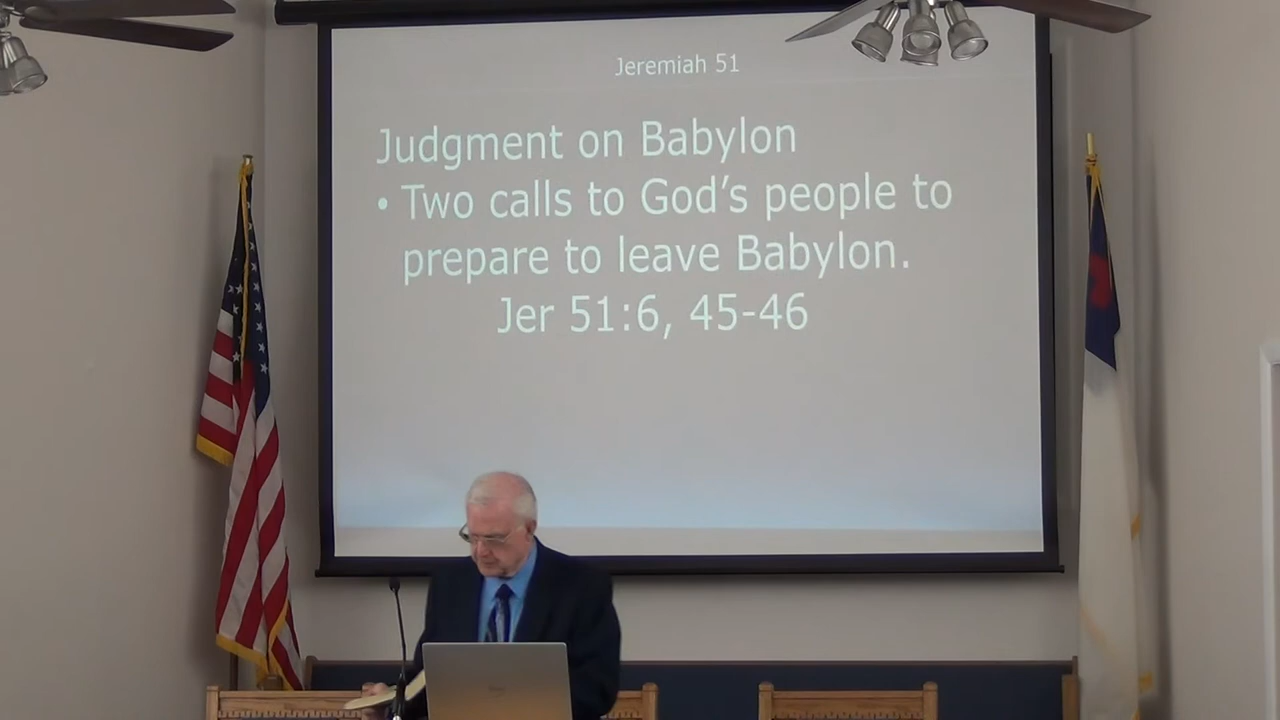 Jeremiah 51
Judgment on Babylon
• Two calls to God's people to
prepare to leave Babylon.
Jer 51:6, 45-46